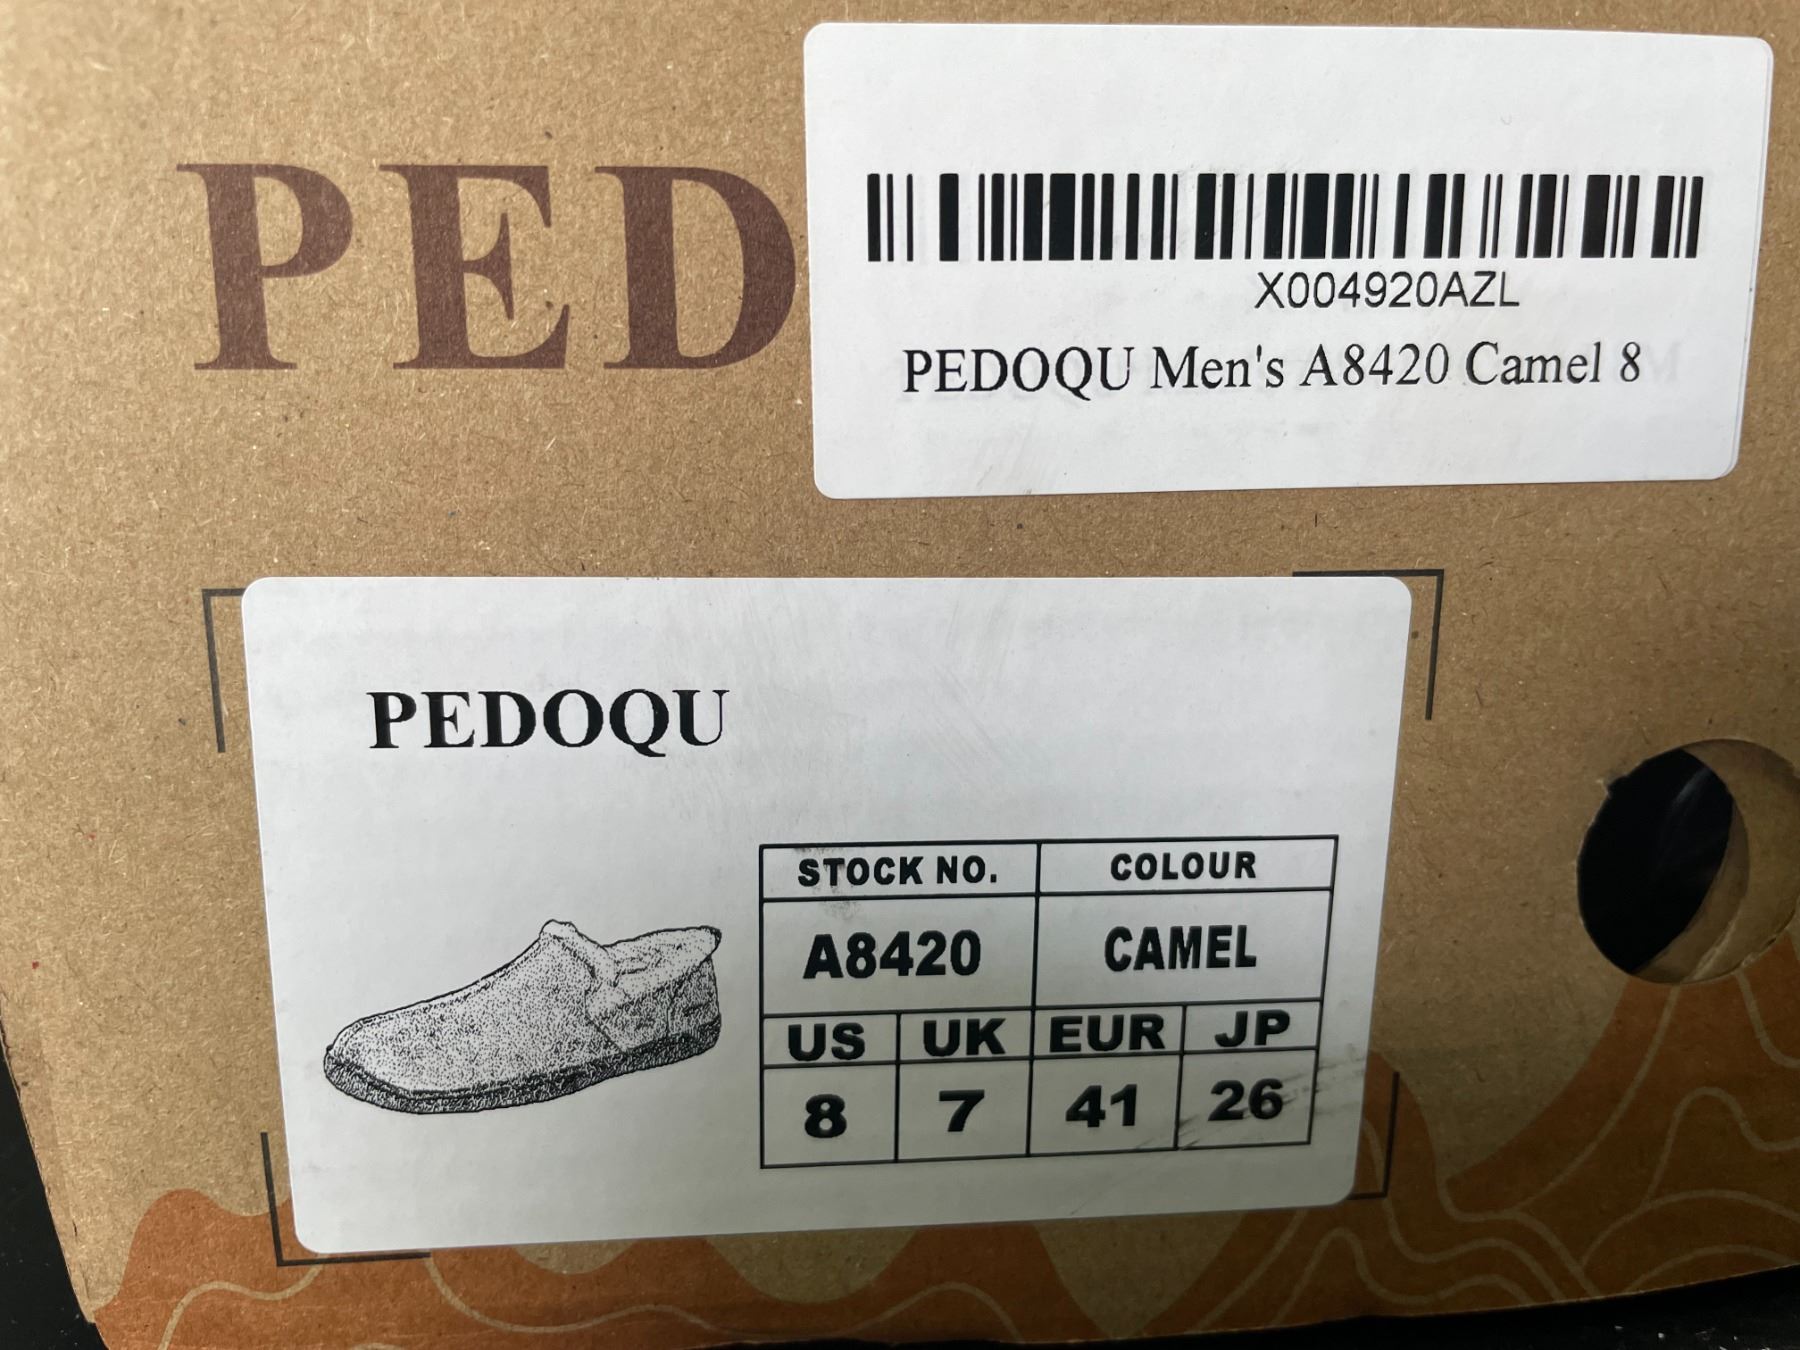 PED
X004920AZL
PEDOQU Men's A8420 Camel 8
PEDOQU
STOCK NO. COLOUR
A8420 CAMEL
US UK EUR JP
8 7 41 26